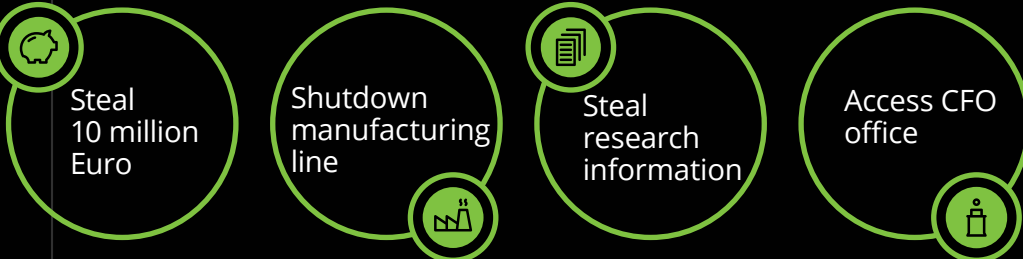 Steal
10 million
Euro
Shutdown
manufacturing
line
Steal
research
information
Access CFO
office